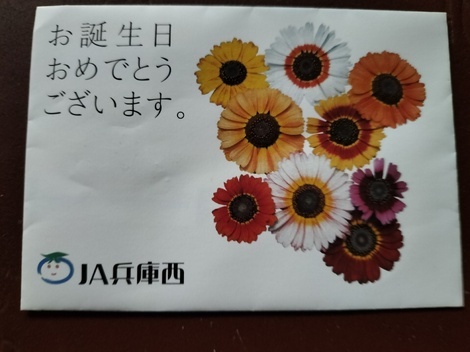 お誕生日
おめでとう
ございます。
JA兵庫西